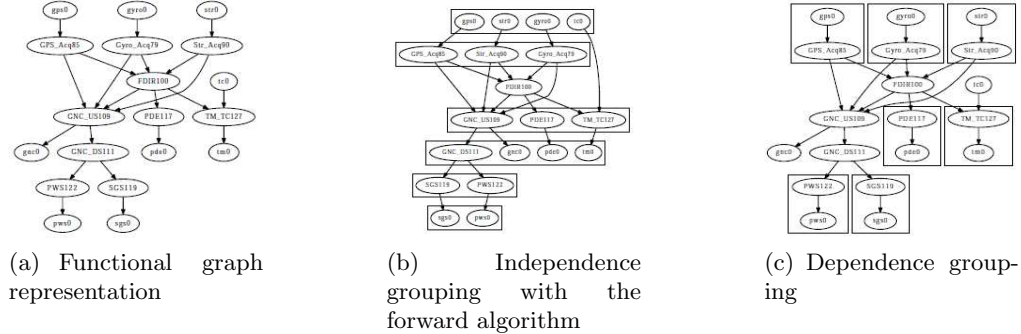 gps0 gyro0 str0
GPS_Acq85 Gyro_Acq79 Str_Acq90
FDIR100
tc0
GNC_US109 PDE117 TM_TC127
gnc0 GNC_DS111 pde0 tm0
PWS122 SGS119
pws0 sgs0
(a) Functional graph
representation
gps0 str0 gyro0 tc0
GPS_Acq85 Str_Acq90 Gyro_Acq79
FDIR100
GNC_US109 PDE117 TM_TC127
GNC_DS111 gnc0 pde0 tm0
SGS119 PWS122
sgs0 pws0
(b) Independence
grouping with the
forward algorithm
gps0 gyro0 str0
GPS_Acq85 Gyro_Acq79 Str_Acq90
FDIR100 tc0
GNC_US109 PDE117 TM_TC127
gnc0 GNC_DS111 pde0 tm0
PWS122 SGS119
pws0 sgs0
(c) Dependence group-
ing